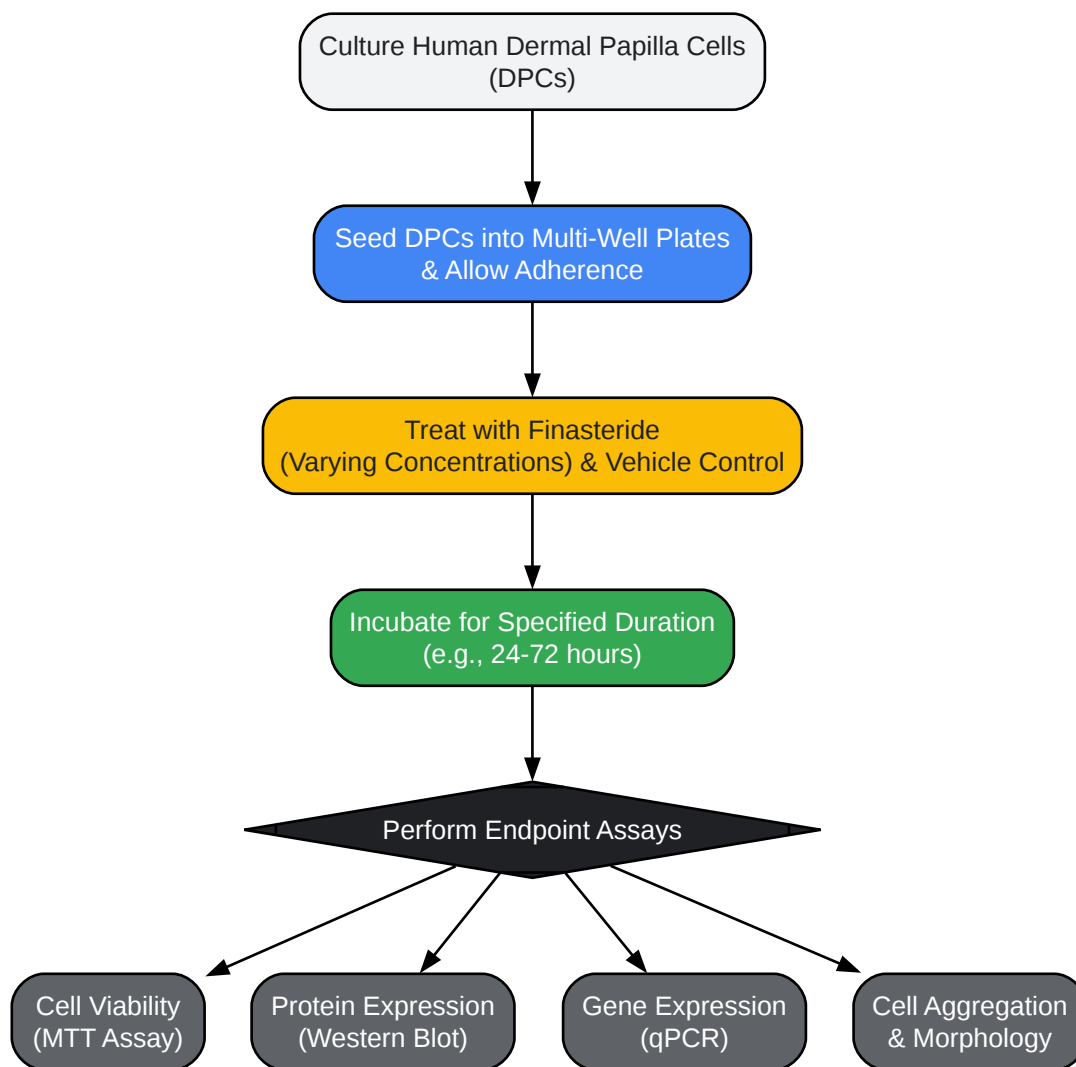 Culture Human Dermal Papilla Cells
(DPCs)
Seed DPCs into Multi-Well Plates
& Allow Adherence
Treat with Finasteride
(Varying Concentrations) & Vehicle Control
Incubate for Specified Duration
(e.g., 24-72 hours)
Perform Endpoint Assays
Cell Viability
(MTT Assay)
Protein Expression
(Western Blot)
Gene Expression
(qPCR)
Cell Aggregation
& Morphology